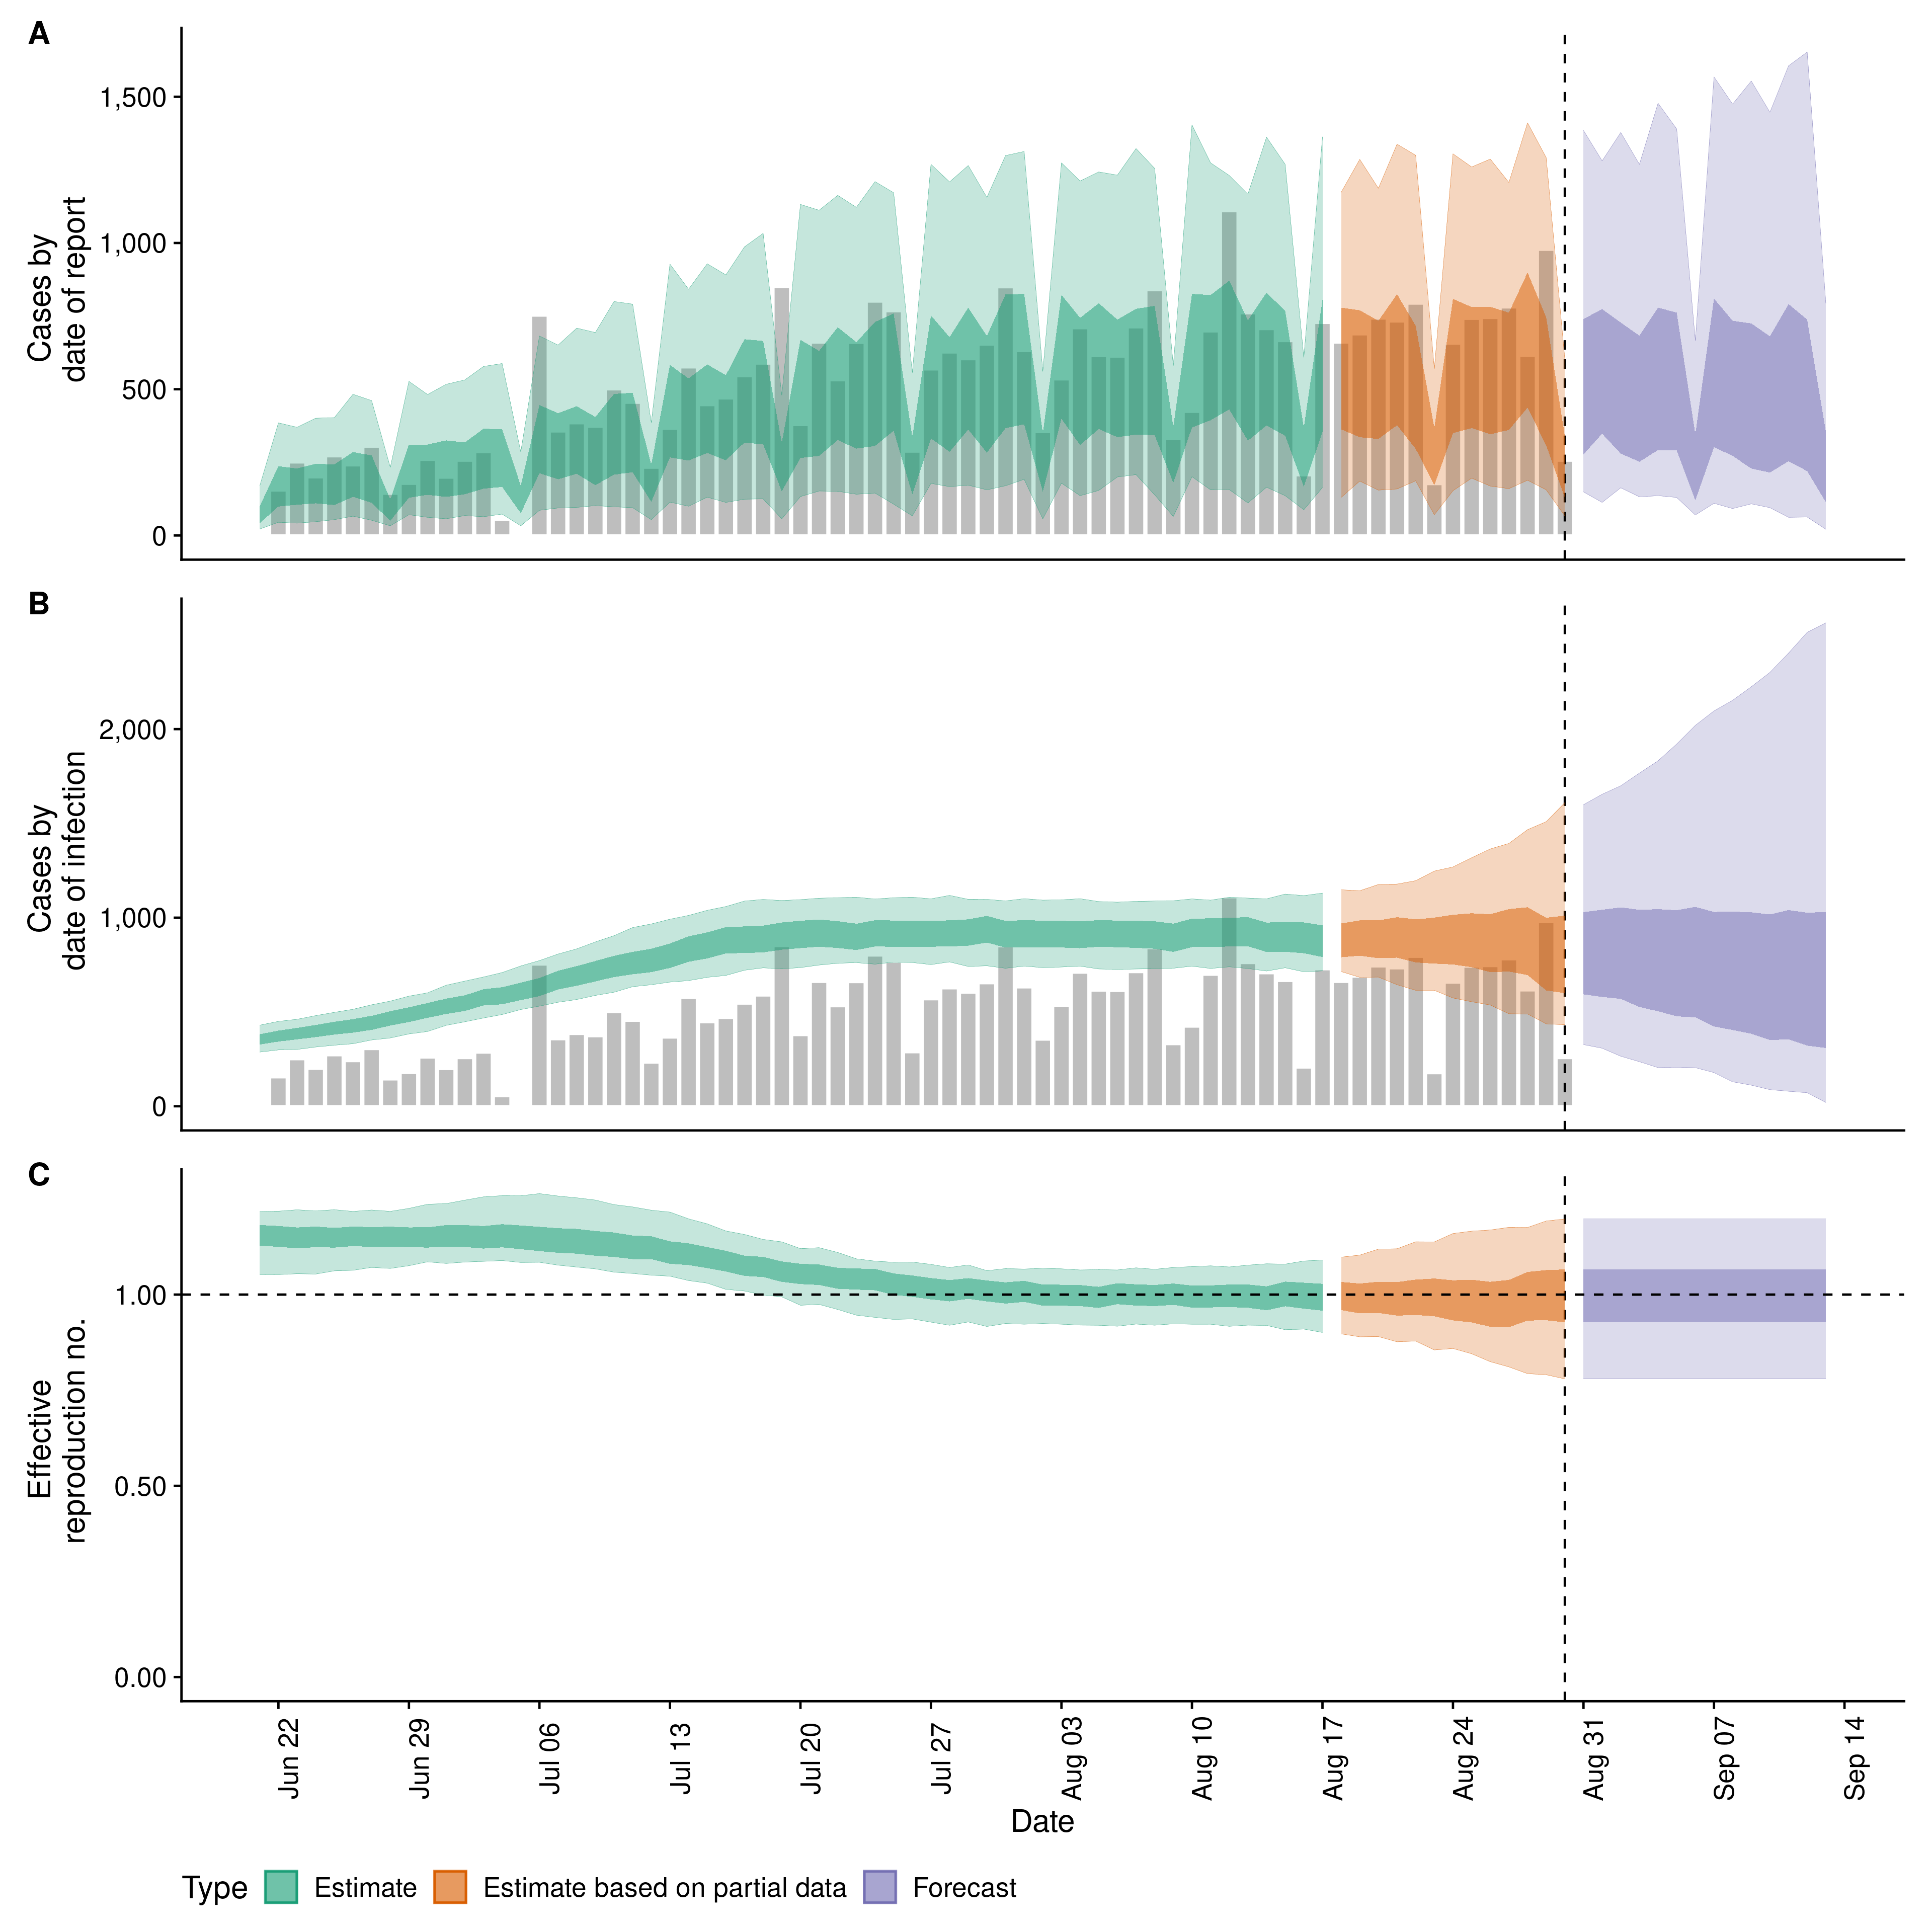 A
1,500
1,000
500
0
Cases by
date of report
B
2,000
1,000
0
Cases by
date of infection
C
1.00
0.50
0.00
Effective
reproduction no.
Jun 22
Jun 29
Jul 06
Jul 13
Jul 20
Jul 27
Aug 03
Aug 10
Aug 17
Aug 24
Aug 31
Sep 07
Sep 14
Date
Type Estimate Estimate based on partial data Forecast